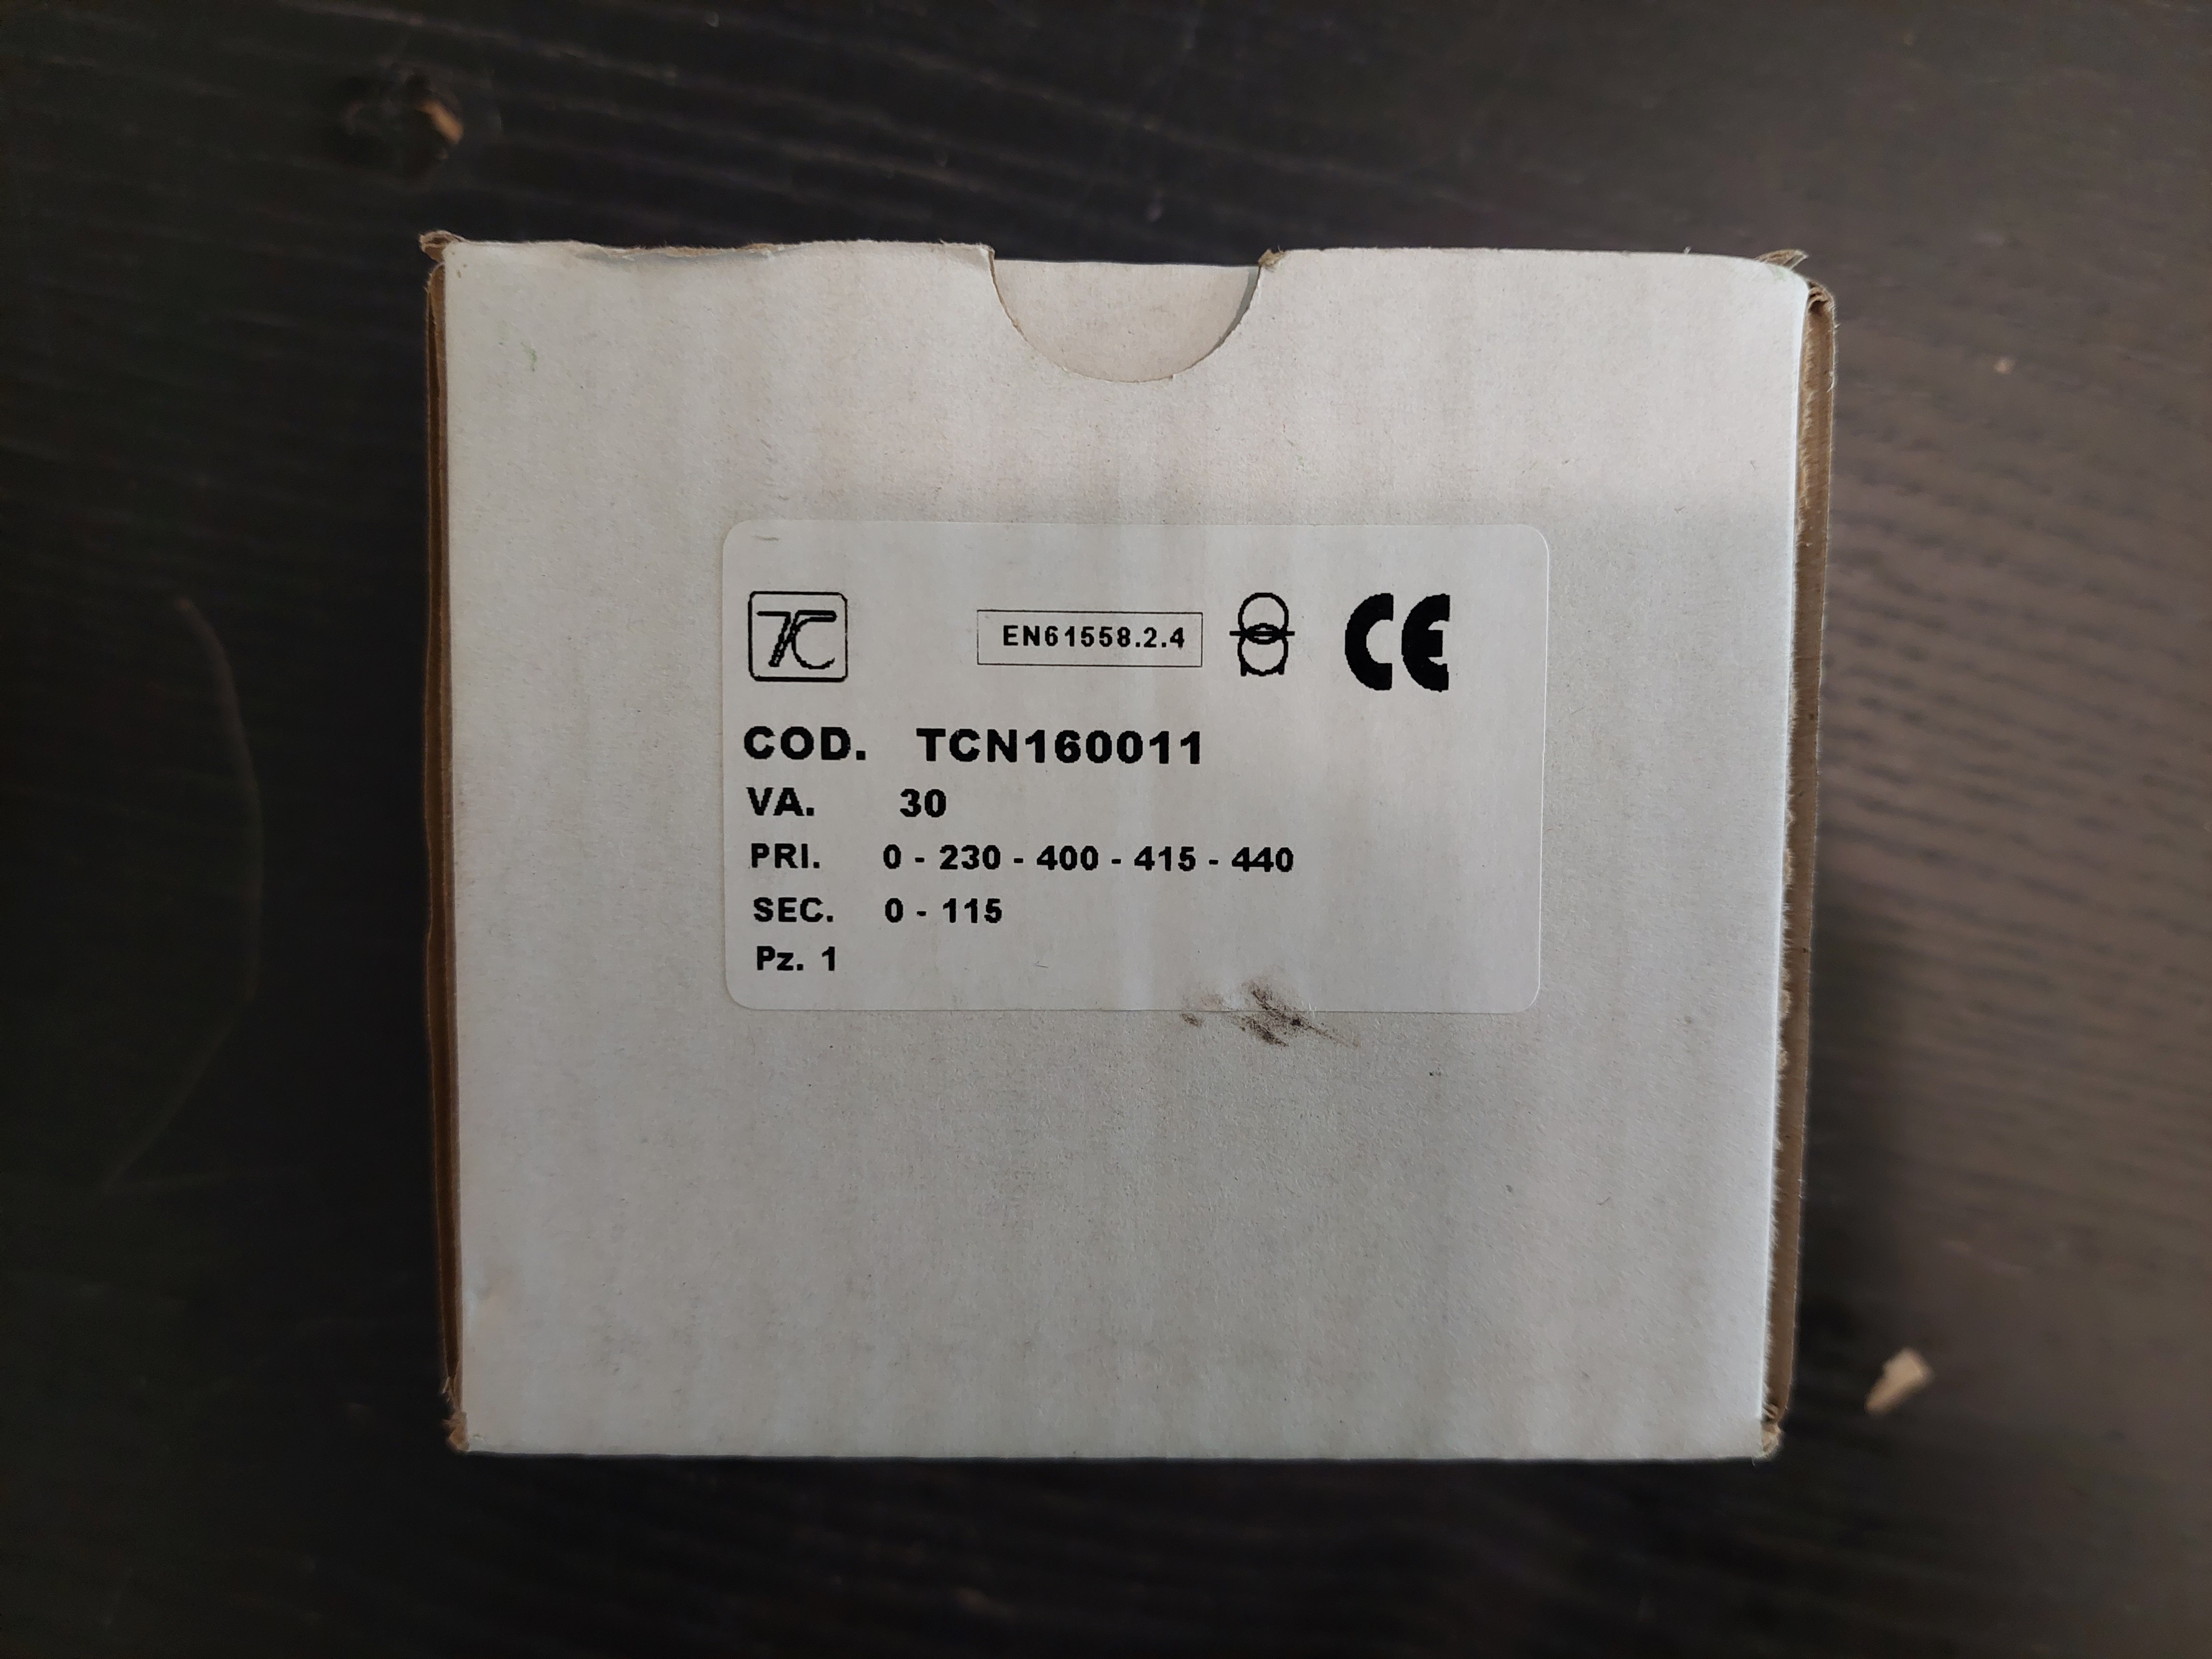 TC
EN61558.2.4 CE
COD. TCN160011
VA. 30
PRI. 0 - 230 - 400 - 415 - 440
SEC. 0 - 115
Pz. 1